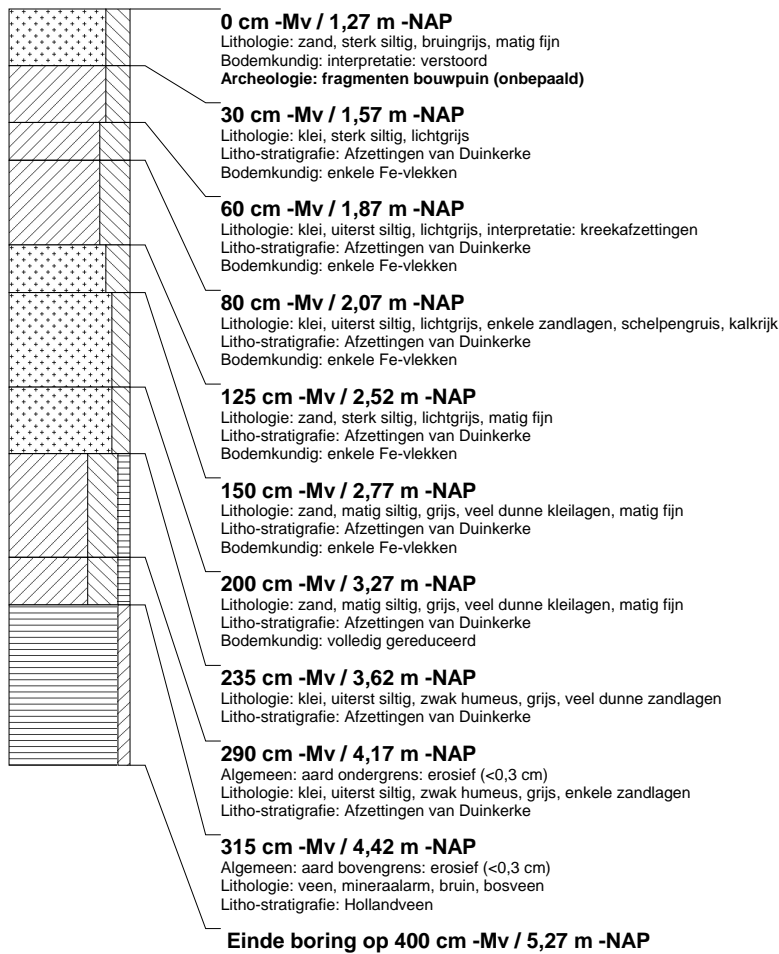 0 cm -Mv / 1,27 m -NAP
Lithologie: zand, sterk siltig, bruingrijs, matig fijn
Bodemkundig: interpretatie: verstoord
Archeologie: fragmenten bouwpuin (onbepaald)
30 cm -Mv / 1,57 m -NAP
Lithologie: klei, sterk siltig, lichtgrijs
Litho-stratigrafie: Afzettingen van Duinkerke
Bodemkundig: enkele Fe-vlekken
60 cm -Mv / 1,87 m -NAP
Lithologie: klei, uiterst siltig, lichtgrijs, interpretatie: kreekafzettingen
Litho-stratigrafie: Afzettingen van Duinkerke
Bodemkundig: enkele Fe-vlekken
80 cm -Mv / 2,07 m -NAP
Lithologie: klei, uiterst siltig, lichtgrijs, enkele zandlagen, schelpengruis, kalkrijk
Litho-stratigrafie: Afzettingen van Duinkerke
Bodemkundig: enkele Fe-vlekken
125 cm -Mv / 2,52 m -NAP
Lithologie: zand, sterk siltig, lichtgrijs, matig fijn
Litho-stratigrafie: Afzettingen van Duinkerke
Bodemkundig: enkele Fe-vlekken
150 cm -Mv / 2,77 m -NAP
Lithologie: zand, matig siltig, grijs, veel dunne kleilagen, matig fijn
Litho-stratigrafie: Afzettingen van Duinkerke
Bodemkundig: enkele Fe-vlekken
200 cm -Mv / 3,27 m -NAP
Lithologie: zand, matig siltig, grijs, veel dunne kleilagen, matig fijn
Litho-stratigrafie: Afzettingen van Duinkerke
Bodemkundig: volledig gereduceerd
235 cm -Mv / 3,62 m -NAP
Lithologie: klei, uiterst siltig, zwak humeus, grijs, veel dunne zandlagen
Litho-stratigrafie: Afzettingen van Duinkerke
290 cm -Mv / 4,17 m -NAP
Algemeen: aard ondergrens: erosief (<0,3 cm)
Lithologie: klei, uiterst siltig, zwak humeus, grijs, enkele zandlagen
Litho-stratigrafie: Afzettingen van Duinkerke
315 cm -Mv / 4,42 m -NAP
Algemeen: aard bovengrens: erosief (<0,3 cm)
Lithologie: veen, mineraalarm, bruin, bosveen
Litho-stratigrafie: Hollandveen
Einde boring op 400 cm -Mv / 5,27 m -NAP